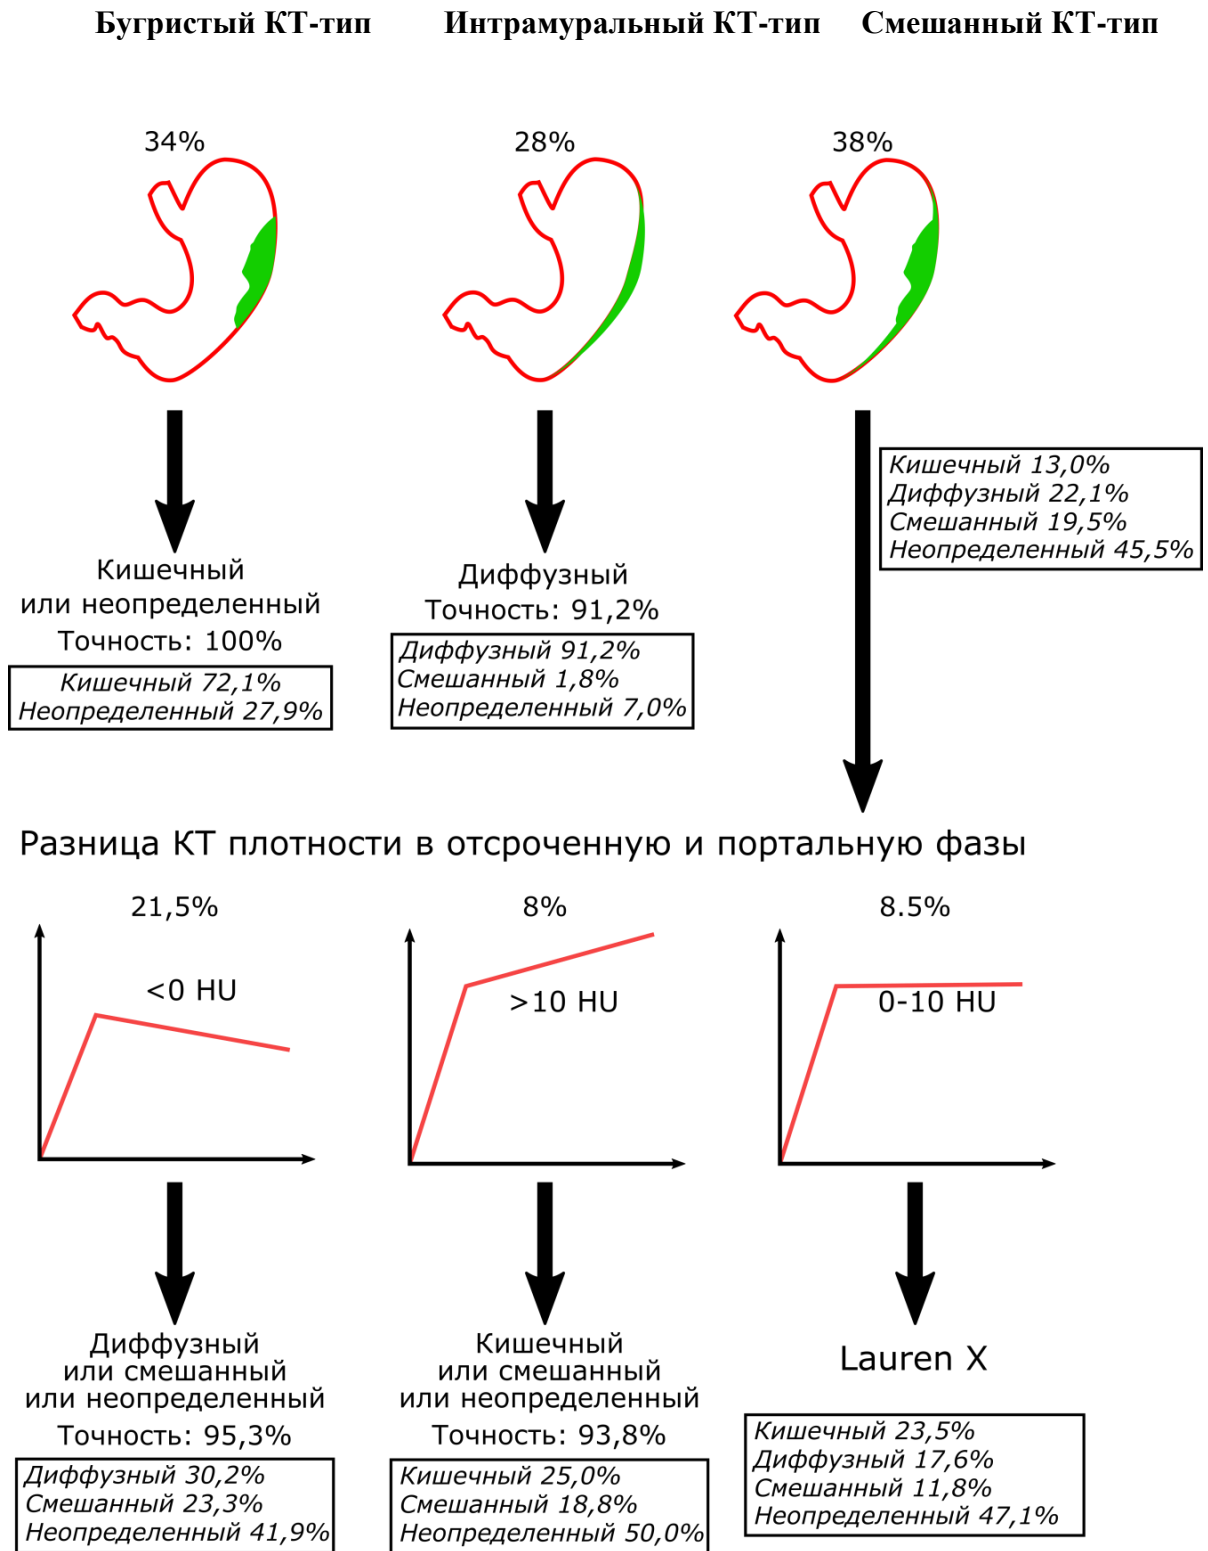 Бугристый КТ-тип
Интрамуральный КТ-тип
Смешанный КТ-тип
34%
28%
38%
Кишечный 13,0%
Диффузный 22,1%
Смешанный 19,5%
Неопределенный 45,5%
Кишечный
или неопределенный
Точность: 100%
Кишечный 72,1%
Неопределенный 27,9%
Диффузный
Точность: 91,2%
Диффузный 91,2%
Смешанный 1,8%
Неопределенный 7,0%
Разница КТ плотности в отсроченную и портальную фазы
21,5%
<0 HU
8%
>10 HU
8.5%
0-10 HU
Диффузный
или смешанный
или неопределенный
Точность: 95,3%
Диффузный 30,2%
Смешанный 23,3%
Неопределенный 41,9%
Кишечный
или смешанный
или неопределенный
Точность: 93,8%
Кишечный 25,0%
Смешанный 18,8%
Неопределенный 50,0%
Lauren X
Кишечный 23,5%
Диффузный 17,6%
Смешанный 11,8%
Неопределенный 47,1%